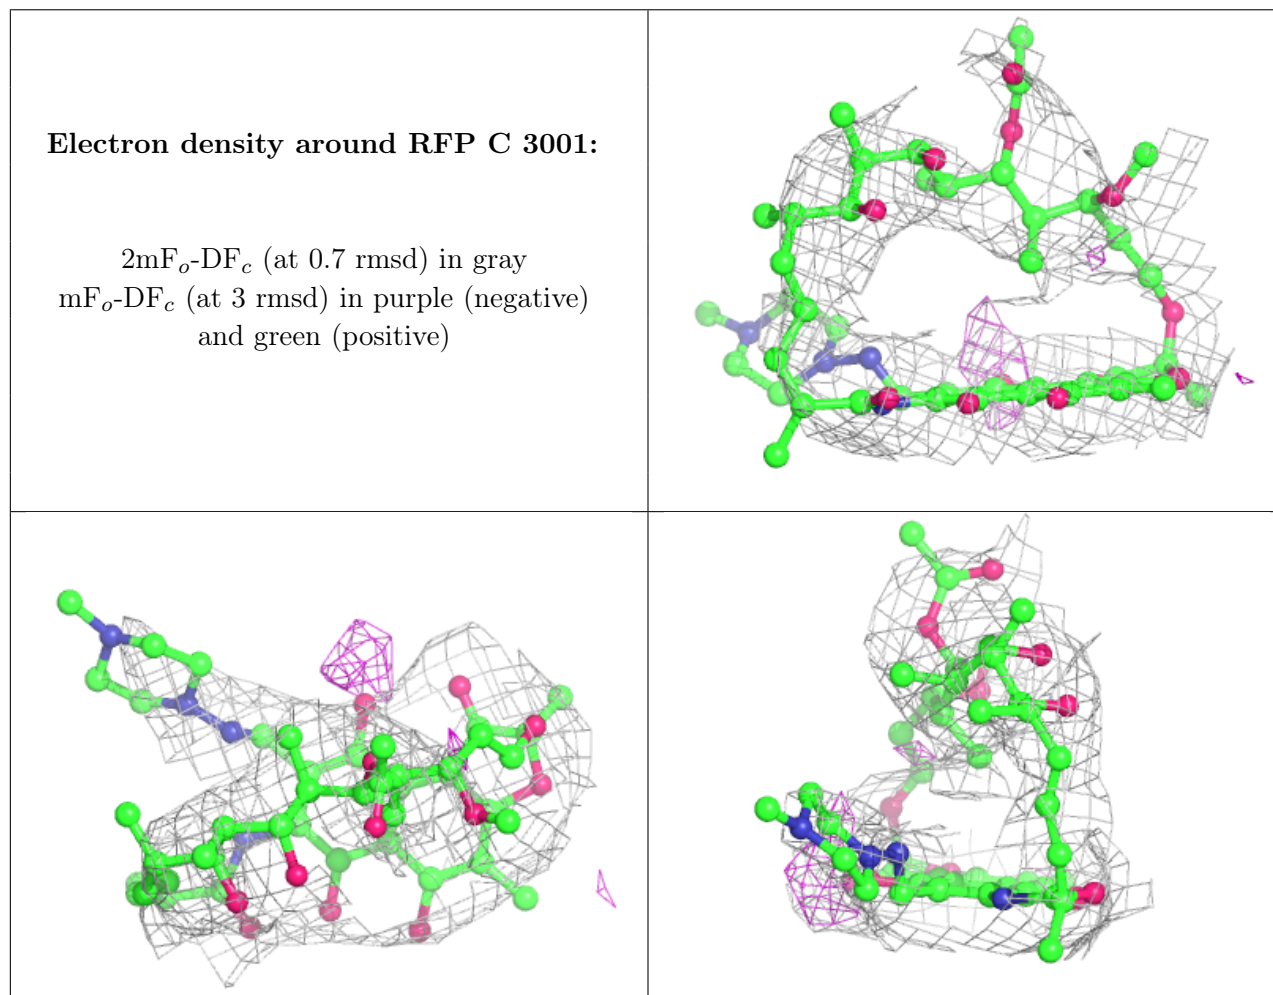 Electron density around RFP C 3001:
2mFo-DFc (at 0.7 rmsd) in gray
mFo-DFc (at 3 rmsd) in purple (negative)
and green (positive)